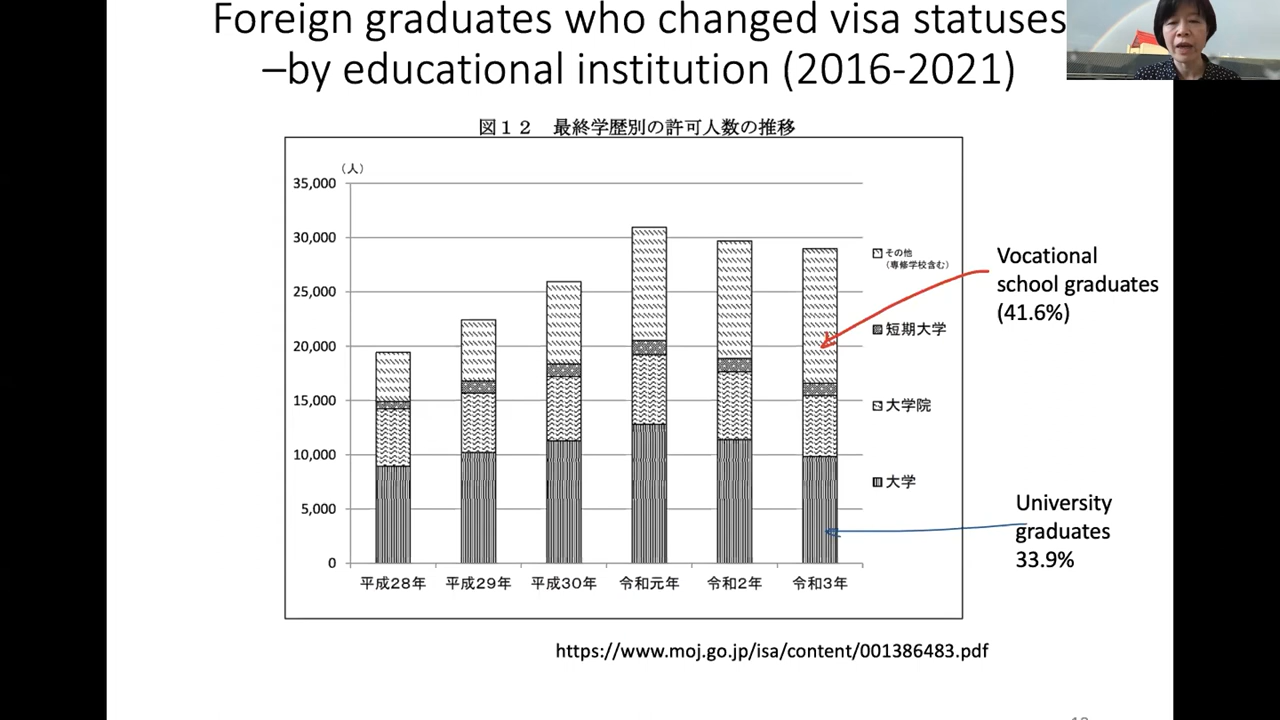 Foreign graduates who changed visa statuses
–by educational institution (2016-2021)
図１２　最終学歴別の許可人数の推移
（人）
35,000
30,000
25,000
20,000
15,000
10,000
5,000
0
平成28年
平成29年
平成30年
令和元年
令和2年
令和3年
その他
（専修学校含む）
短期大学
大学院
大学
Vocational
school graduates
(41.6%)
University
graduates
33.9%
https://www.moj.go.jp/isa/content/001386483.pdf